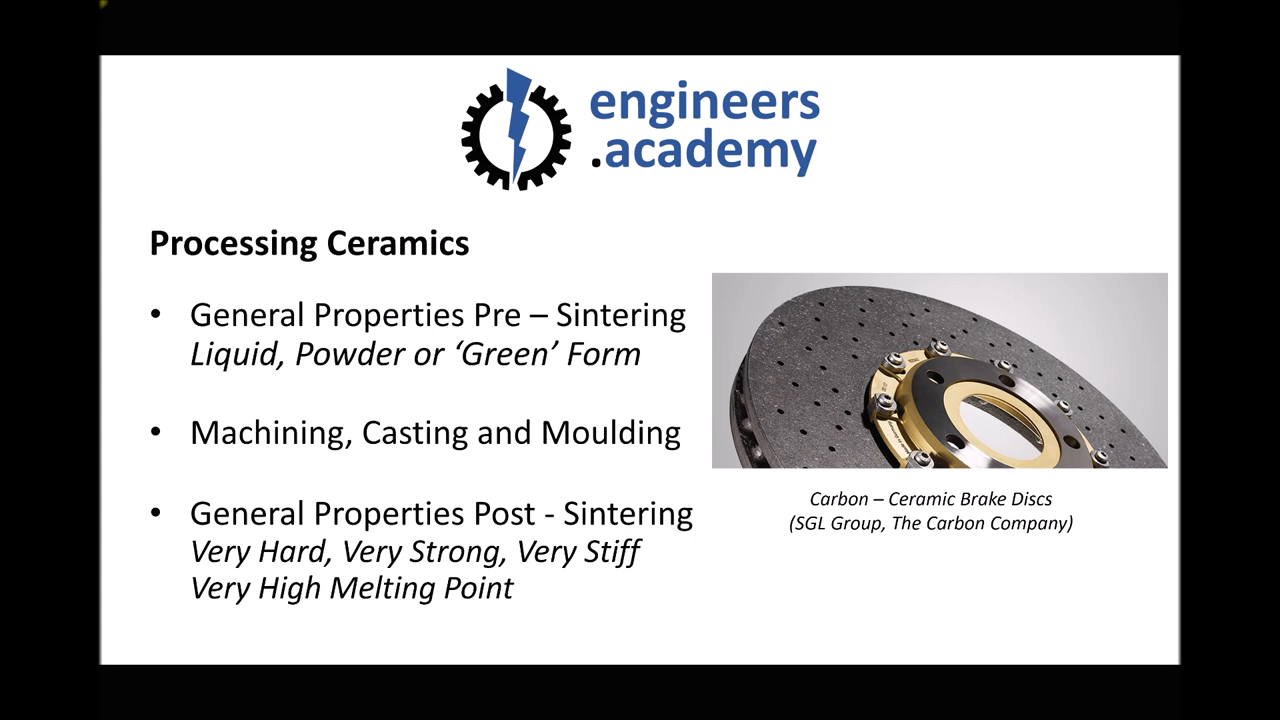 engineers
.academy
Processing Ceramics
• General Properties Pre – Sintering
Liquid, Powder or ‘Green’ Form
• Machining, Casting and Moulding
• General Properties Post - Sintering
Very Hard, Very Strong, Very Stiff
Very High Melting Point
Carbon – Ceramic Brake Discs
(SGL Group, The Carbon Company)